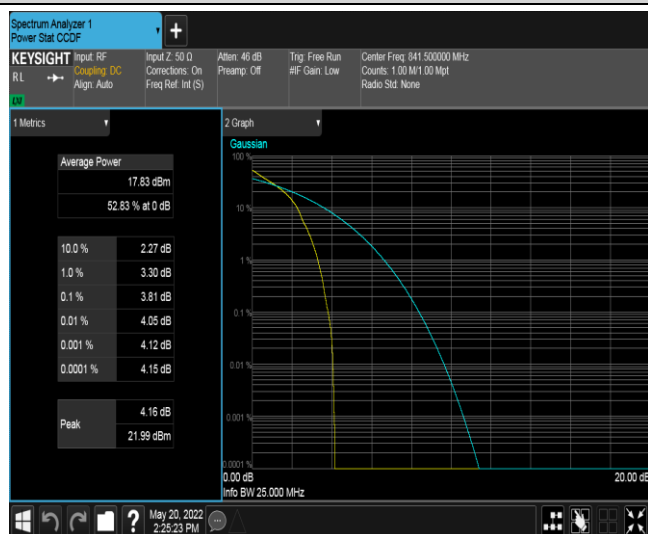 Spectrum Analyzer 1
Power Stat CCDF
KEYSIGHT
RL
LXI
Input: RF
Coupling: DC
Align: Auto
Input Z: 50 Ω
Corrections: On
Freq Ref: Int (S)
Atten: 46 dB
Preamp: Off
Trig: Free Run
#IF Gain: Low
Center Freq: 841.500000 MHz
Counts: 1.00 M/1.00 Mpt
Radio Std: None
1 Metrics
Average Power
17.83 dBm
52.83 % at 0 dB
10.0 % 2.27 dB
1.0 % 3.30 dB
0.1 % 3.81 dB
0.01 % 4.05 dB
0.001 % 4.12 dB
0.0001 % 4.15 dB
Peak
4.16 dB
21.99 dBm
2 Graph
Gaussian
100 %
10 %
1 %
0.1 %
0.01 %
0.001 %
0.0001 %
0.00 dB 20.00 dB
Info BW 25.000 MHz
May 20, 2022
2:25:23 PM